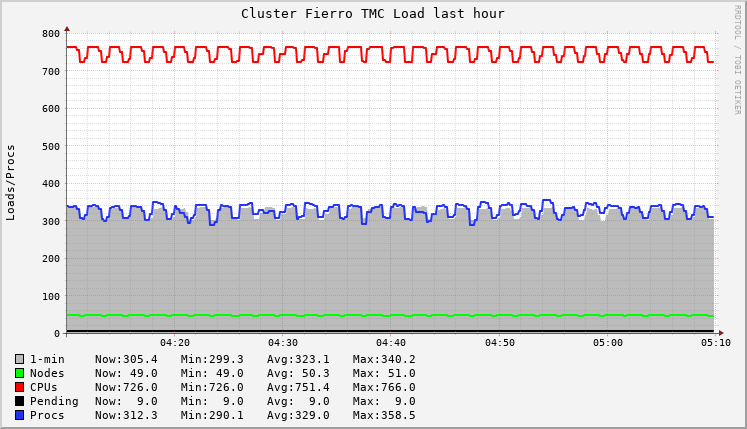 Cluster Fierro TMC Load last hour
RRDTOOL / TOBI OETIKER
Loads/Procs
800
700
600
500
400
300
200
100
0
04:20 04:30 04:40 04:50 05:00 05:10
1-min Now:305.4 Min:299.3 Avg:323.1 Max:340.2
Nodes Now: 49.0 Min: 49.0 Avg: 50.3 Max: 51.0
CPUs Now:726.0 Min:726.0 Avg:751.4 Max:766.0
Pending Now: 9.0 Min: 9.0 Avg: 9.0 Max: 9.0
Procs Now:312.3 Min:290.1 Avg:329.0 Max:358.5